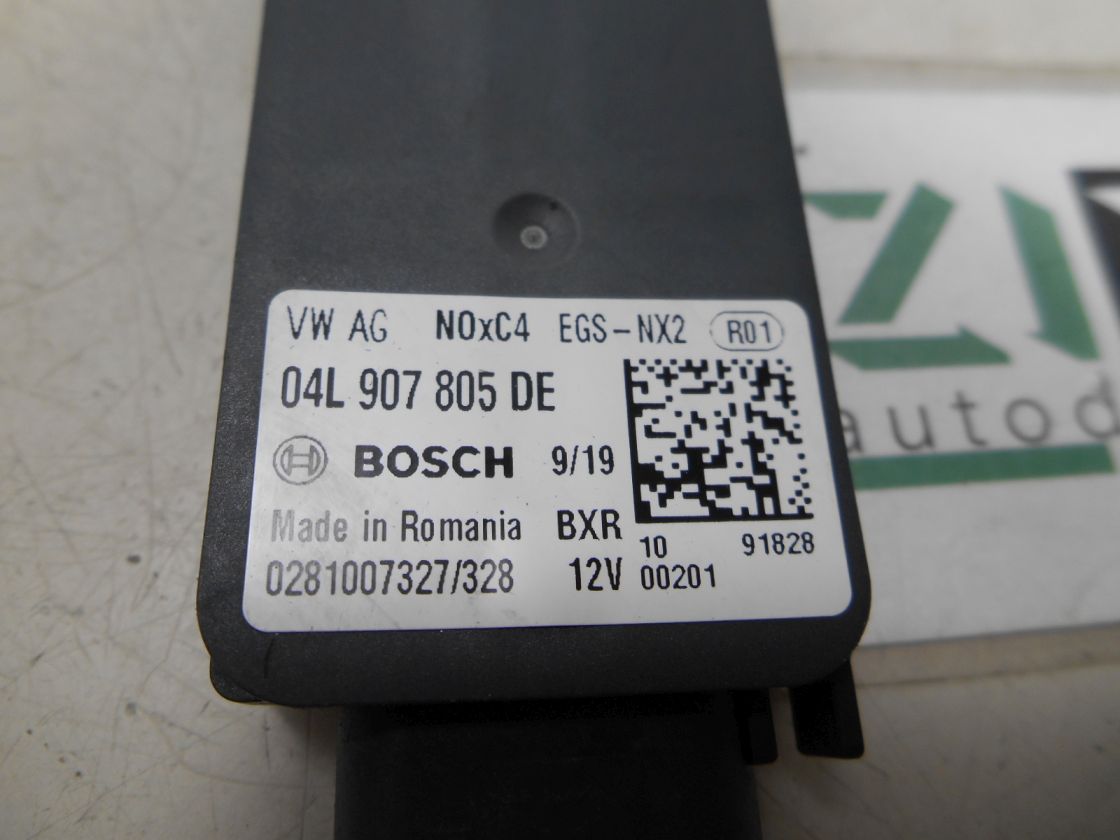 VW AG NOxC4 EGS-NX2 R01
04L 907 805 DE
BOSCH 9/19
Made in Romania BXR
0281007327/328 12V
10 91828
00201
autod